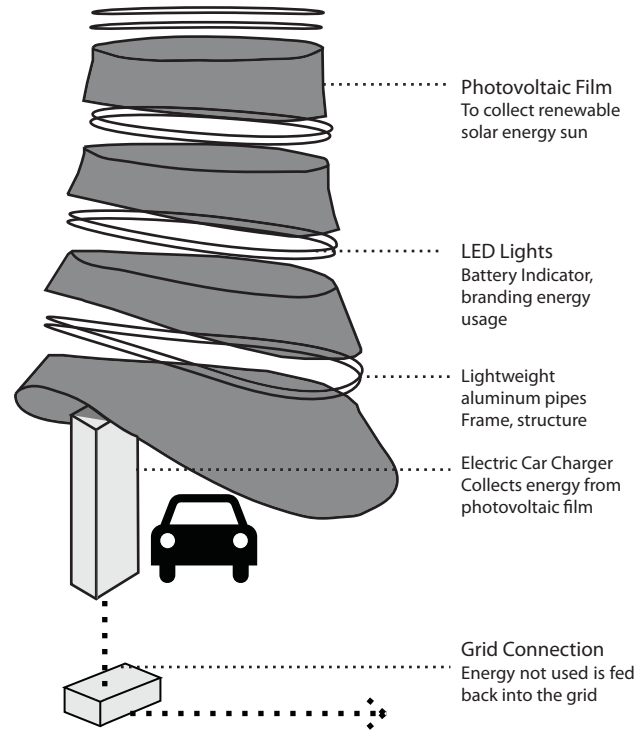 Photovoltaic Film
To collect renewable
solar energy sun
LED Lights
Battery Indicator,
branding energy
usage
Lightweight
aluminum pipes
Frame, structure
Electric Car Charger
Collects energy from
photovoltaic film
Grid Connection
Energy not used is fed
back into the grid